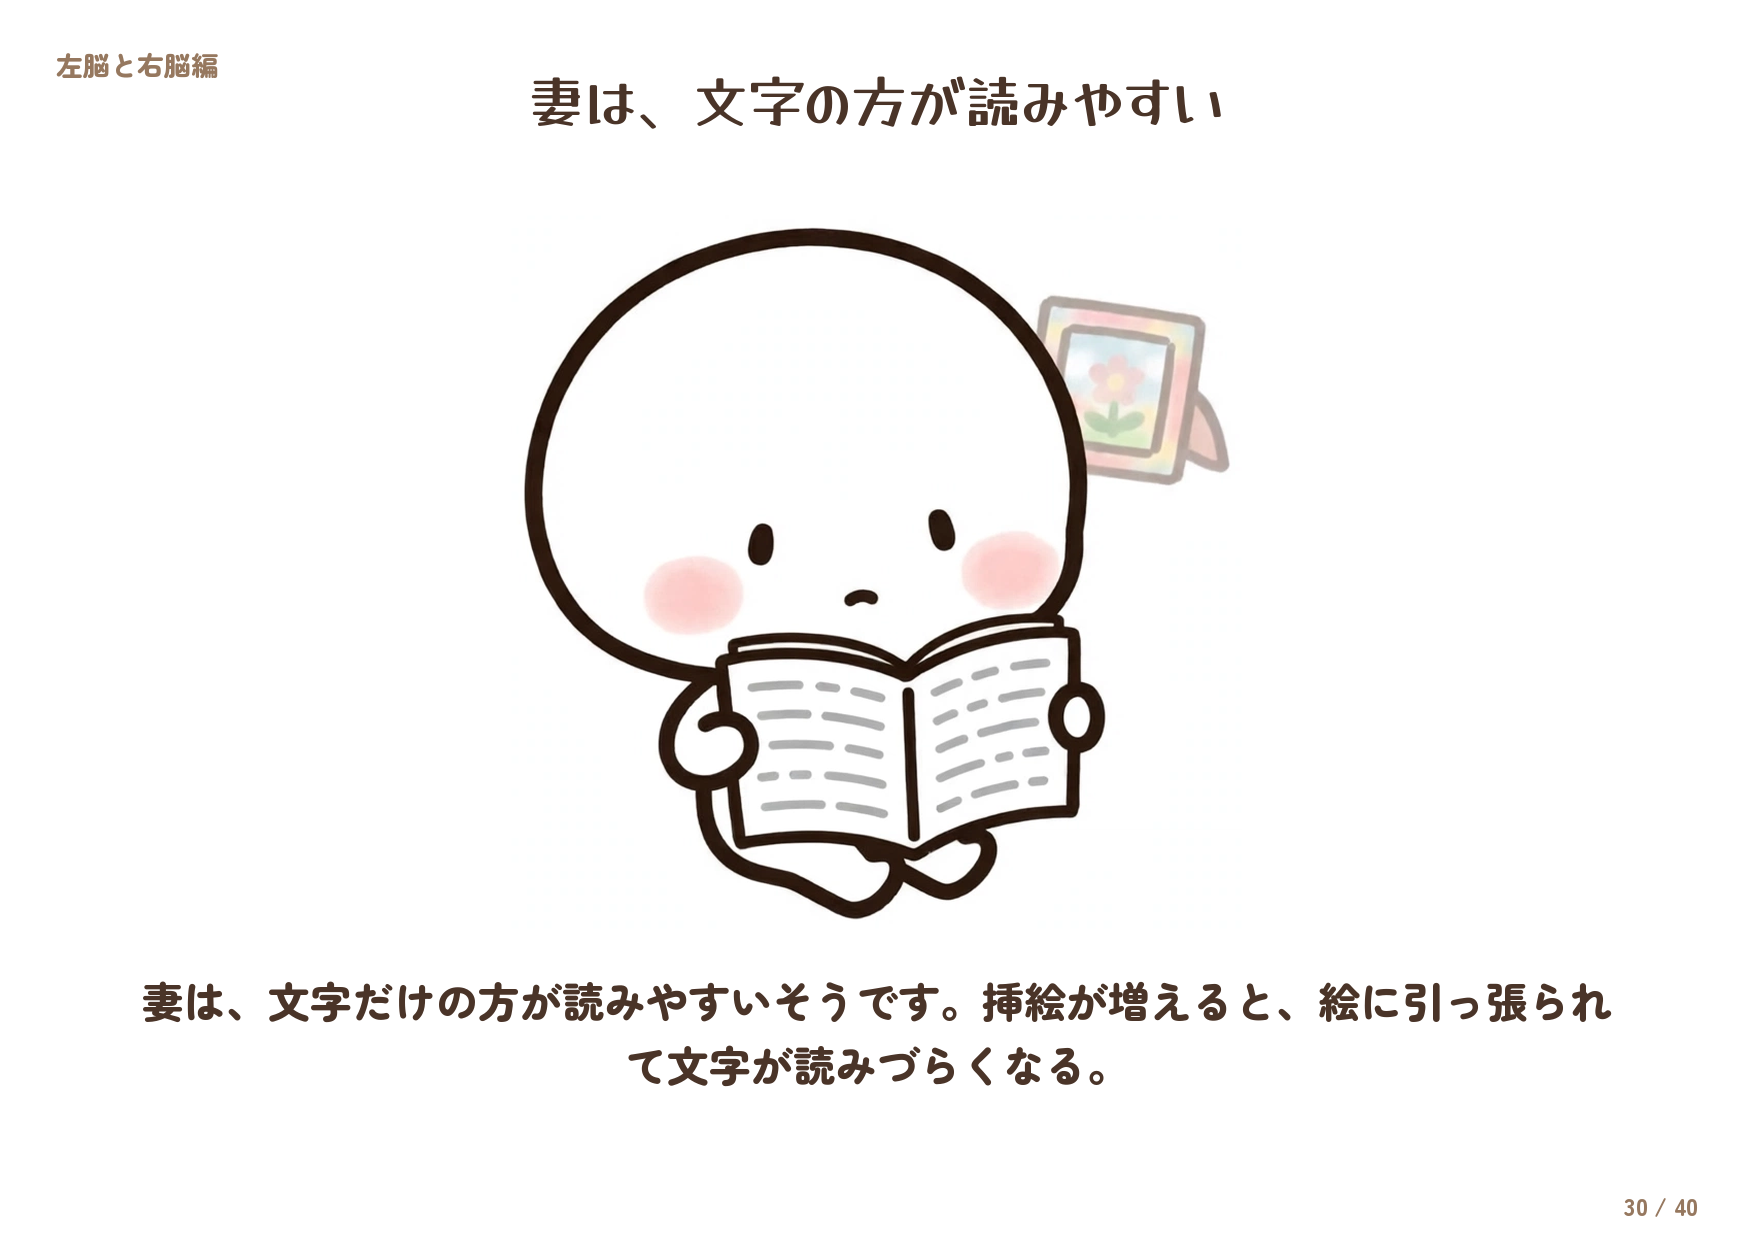 左脳と右脳編
妻は、文字の方が読みやすい
妻は、文字だけの方が読みやすいそうです。挿絵が増えると、絵に引っ張られ
て文字が読みづらくなる。
30 / 40